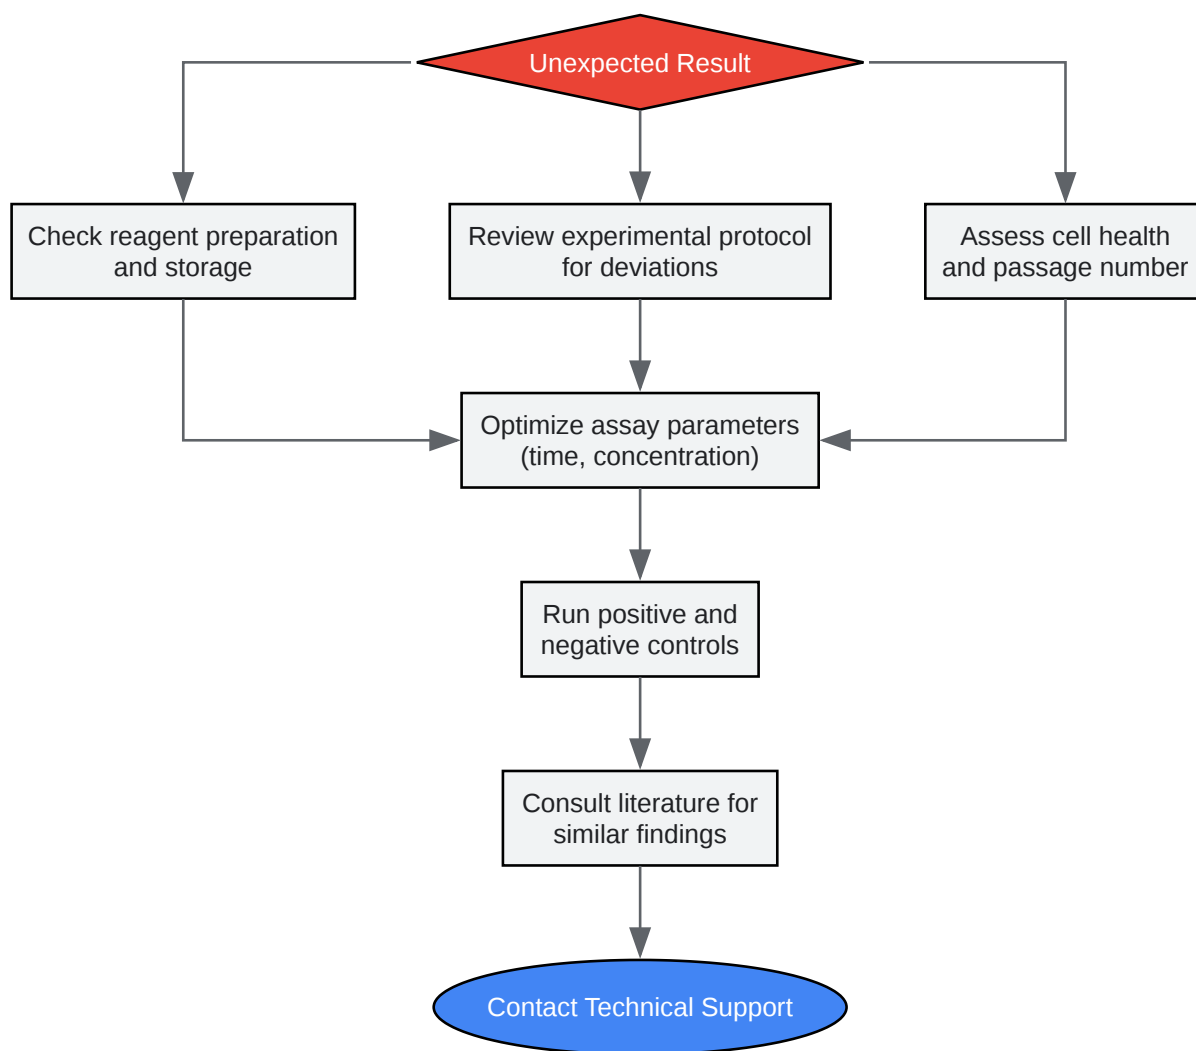 Unexpected Result
Check reagent preparation
and storage
Review experimental protocol
for deviations
Assess cell health
and passage number
Optimize assay parameters
(time, concentration)
Run positive and
negative controls
Consult literature for
similar findings
Contact Technical Support